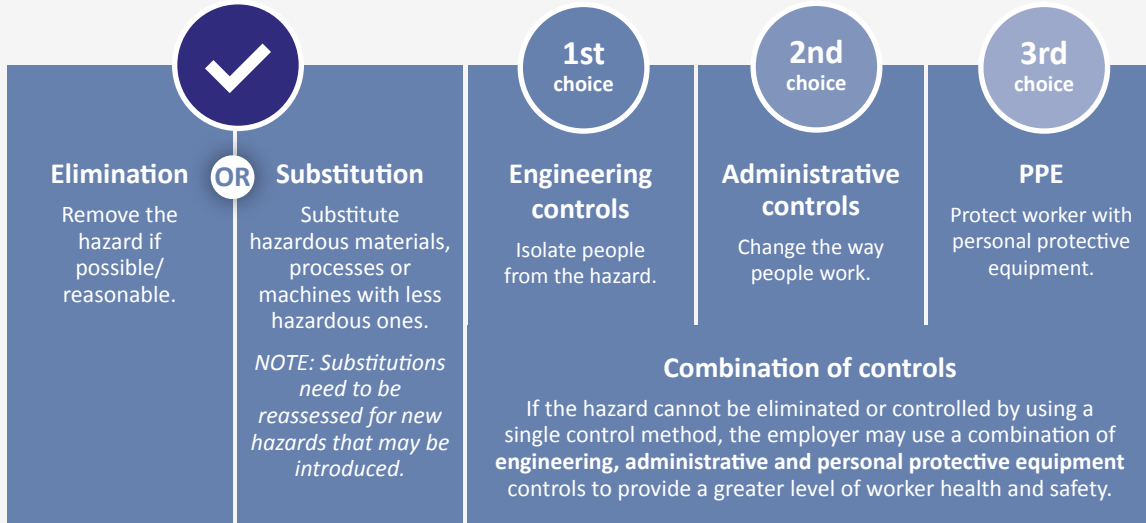 Elimination
Remove the
hazard if
possible/
reasonable.
OR
Substitution
Substitute
hazardous materials,
processes or
machines with less
hazardous ones.
NOTE: Substitutions
need to be
reassessed for new
hazards that may be
introduced.
1st
choice
Engineering
controls
Isolate people
from the hazard.
2nd
choice
Administrative
controls
Change the way
people work.
3rd
choice
PPE
Protect worker with
personal protective
equipment.
Combination of controls
If the hazard cannot be eliminated or controlled by using a
single control method, the employer may use a combination of
engineering, administrative and personal protective equipment
controls to provide a greater level of worker health and safety.